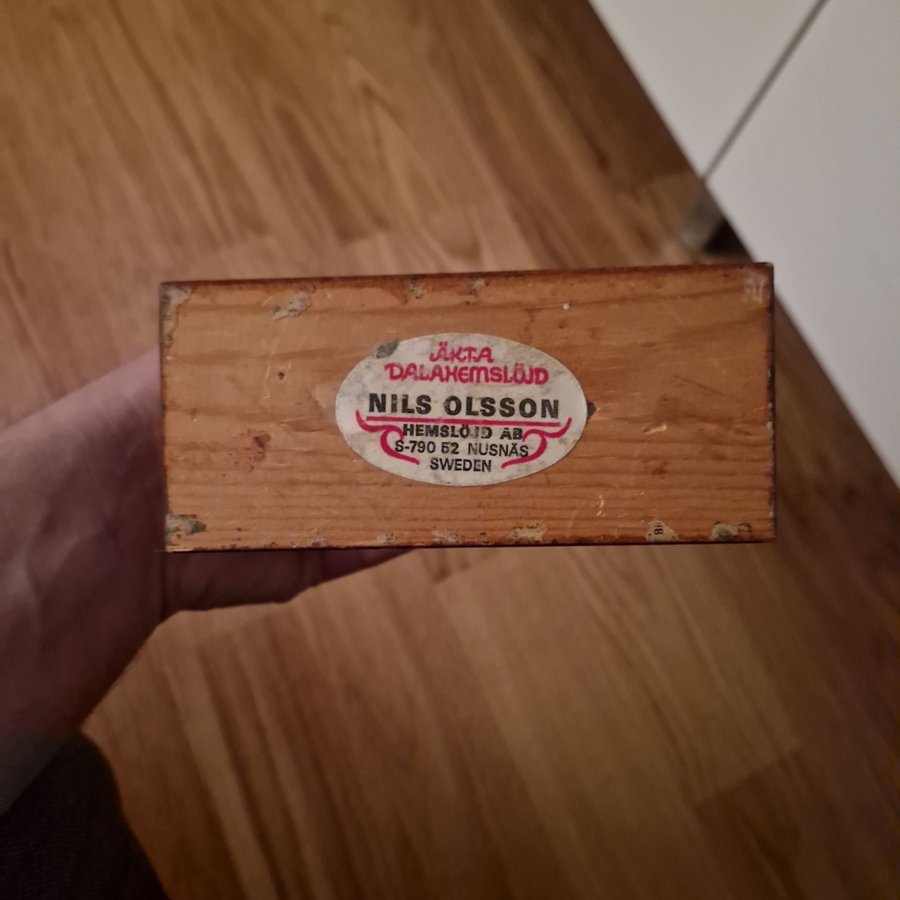 ÄKTA
DALAHEMSLÖJD
NILS OLSSON
HEMSLÖJD AB
S-790 52 NUSNÄS
SWEDEN